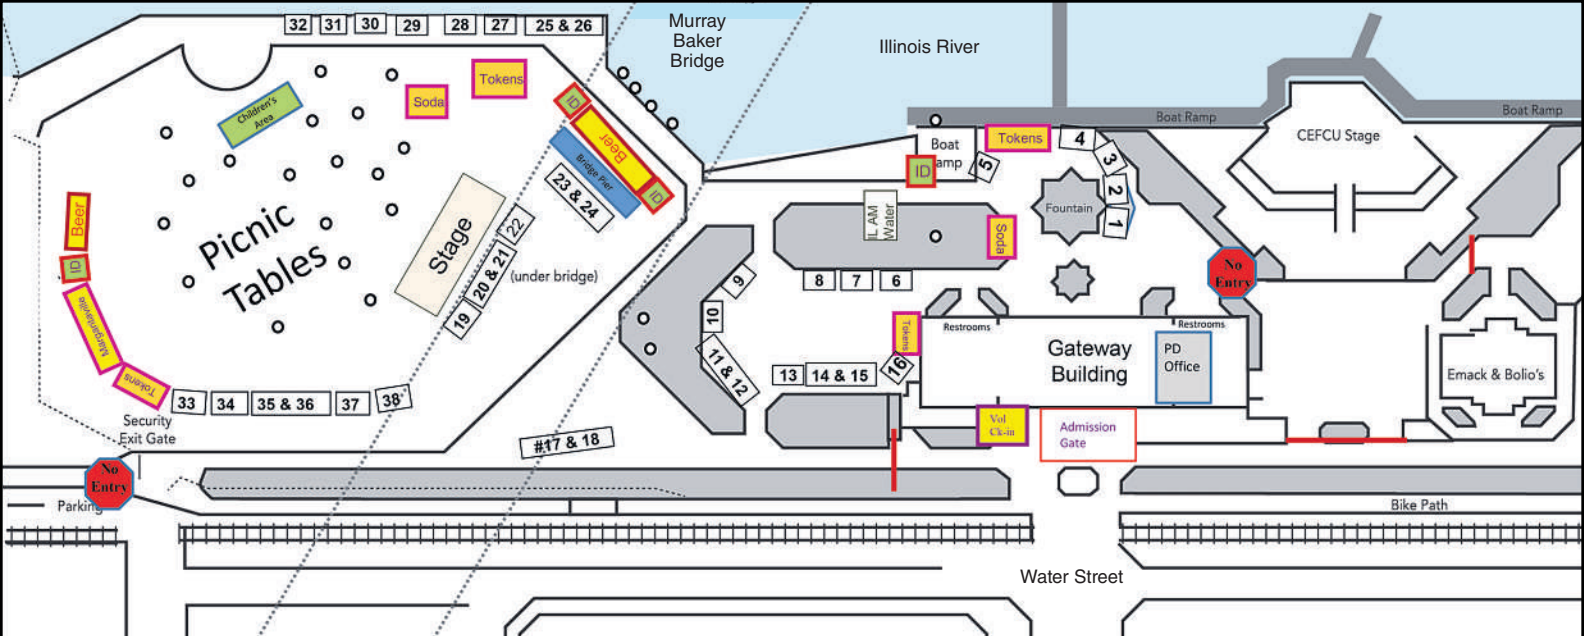 32
31
30
29
28
27
25 & 26
Murray
Baker
Bridge
Illinois River
Tokens
Soda
Children's
Area
ID
Beer
Bridge Pier
ID
23 & 24
Boat Ramp
Boat Ramp
CEFCU Stage
Boat
amp
ID
5
Tokens
4
3
2
1
Fountain
IL AM
Water
Soda
Beer
ID
Margaritaville
Tokens
Picnic
Tables
Stage
22
20 & 21
19
(under bridge)
8
7
6
9
10
11 & 12
13
14 & 15
16
Tokens
Restrooms
Restrooms
Gateway
Building
PD
Office
No
Entry
Emack & Bolio's
33
34
35 & 36
37
38
Security
Exit Gate
#17 & 18
Vol
Ck-in
Admission
Gate
No
Entry
Parking
Bike Path
Water Street